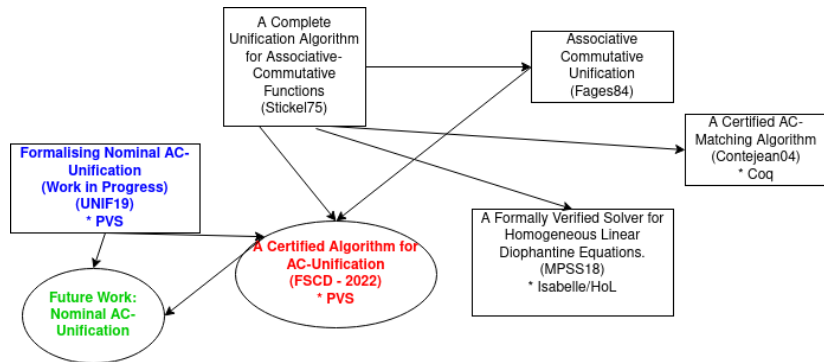 A Complete
Unification Algorithm
for Associative-
Commutative
Functions
(Stickel75)
Associative
Commutative
Unification
(Fages84)
A Certified AC-
Matching Algorithm
(Contejean04)
* Coq
Formalising Nominal AC-
Unification
(Work in Progress)
(UNIF19)
* PVS
A Formally Verified Solver for
Homogeneous Linear
Diophantine Equations.
(MPSS18)
* Isabelle/HoL
A Certified Algorithm for
AC-Unification
(FSCD - 2022)
* PVS
Future Work:
Nominal AC-
Unification